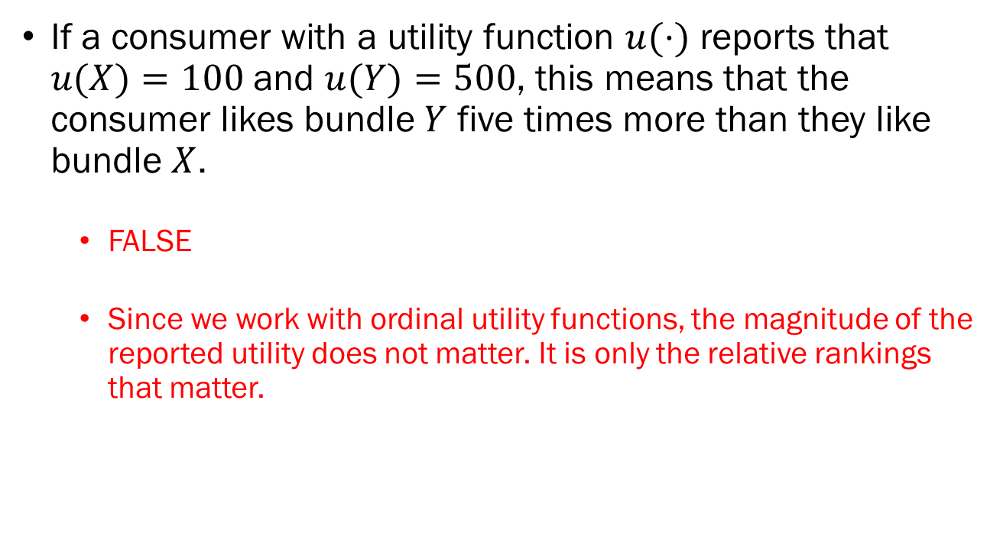 • If a consumer with a utility function 𝑢(·) reports that
𝑢(𝑋) = 100 and 𝑢(𝑌) = 500, this means that the
consumer likes bundle 𝑌 five times more than they like
bundle 𝑋.
• FALSE
• Since we work with ordinal utility functions, the magnitude of the
reported utility does not matter. It is only the relative rankings
that matter.